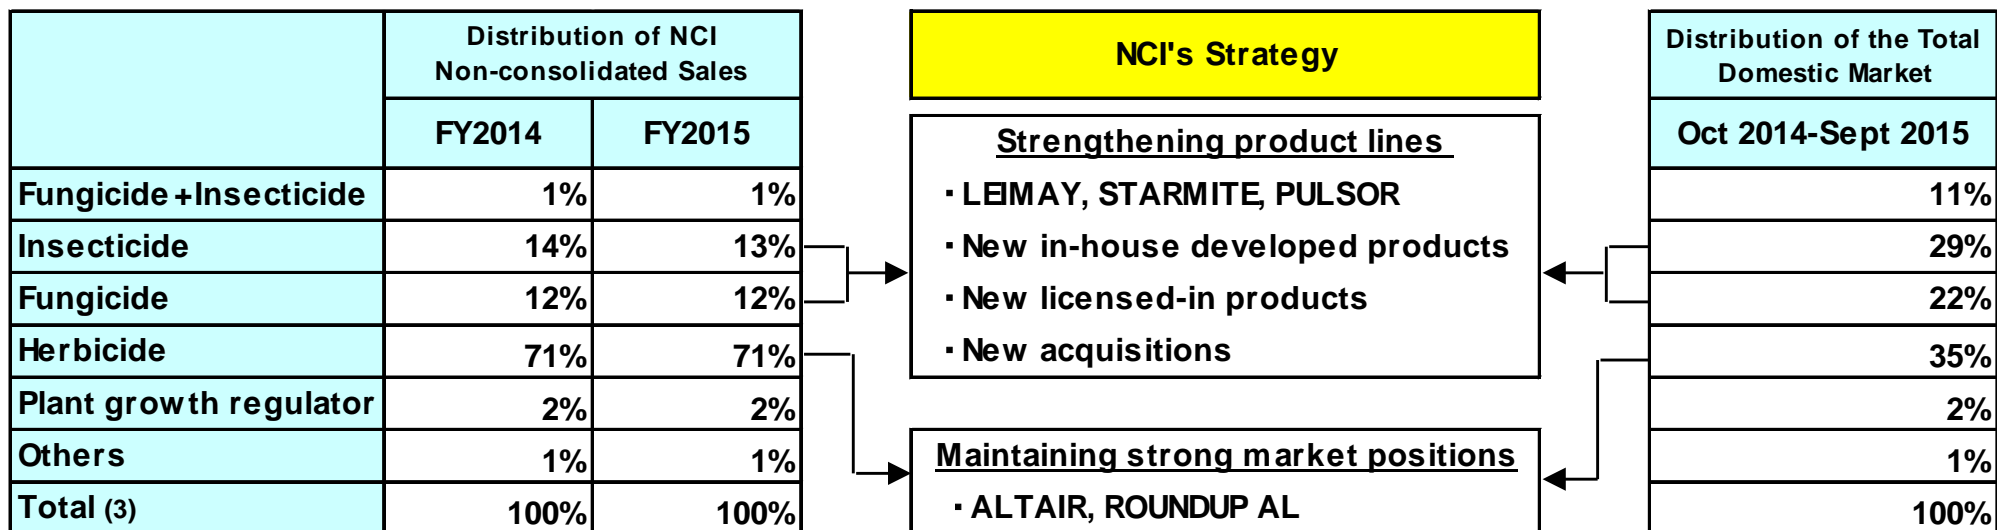 Distribution of NCI
Non-consolidated Sales
NCI's Strategy
Distribution of the Total
Domestic Market
FY2014 FY2015
Oct 2014-Sept 2015
Strengthening product lines
Fungicide+Insecticide 1% 1% ・LEIMAY, STARMITE, PULSOR 11%
Insecticide 14% 13% ・New in-house developed products 29%
Fungicide 12% 12% ・New licensed-in products 22%
Herbicide 71% 71% ・New acquisitions 35%
Plant growth regulator 2% 2% 2%
Others 1% 1% Maintaining strong market positions 1%
Total (3) 100% 100% ・ALTAIR, ROUNDUP AL 100%